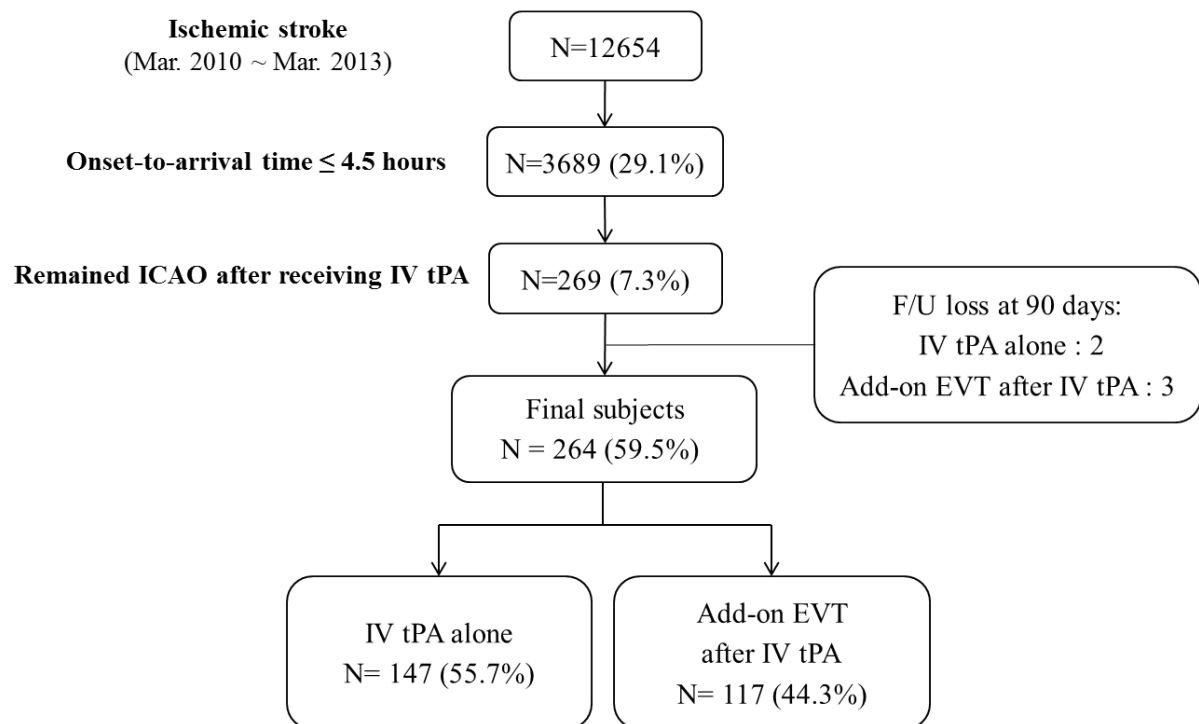 Ischemic stroke
(Mar. 2010 ~ Mar. 2013)
N=12654
Onset-to-arrival time ≤ 4.5 hours
N=3689 (29.1%)
Remained ICAO after receiving IV tPA
N=269 (7.3%)
F/U loss at 90 days:
IV tPA alone : 2
Add-on EVT after IV tPA : 3
Final subjects
N = 264 (59.5%)
IV tPA alone
N= 147 (55.7%)
Add-on EVT
after IV tPA
N= 117 (44.3%)